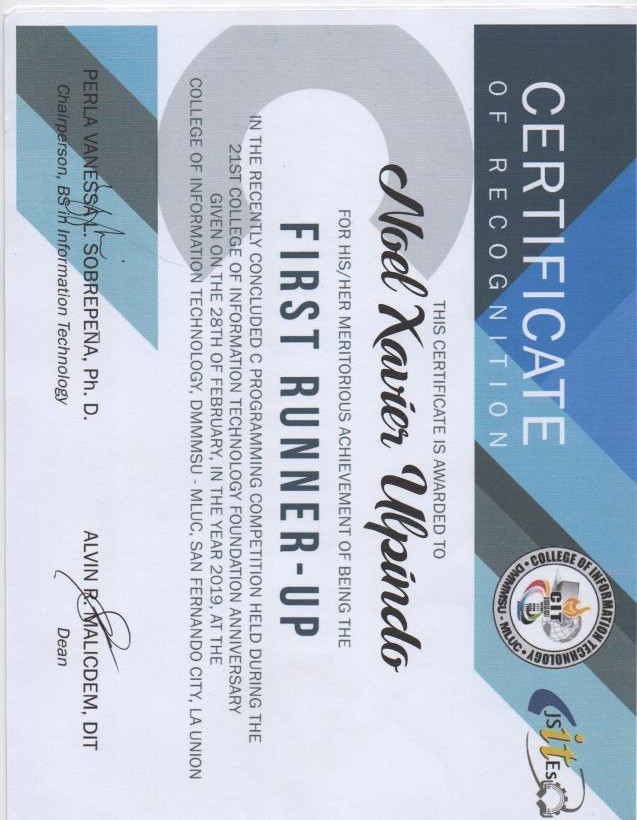 CERTIFICATE
OF RECOGNITION
COLLEGE OF INFORMATION TECHNOLOGY
CIT
DMMMSU - MLUC
JSitEs
THIS CERTIFICATE IS AWARDED TO
Noel Xavier Ulpindo
FOR HIS/HER MERITORIOUS ACHIEVEMENT OF BEING THE
FIRST RUNNER-UP
IN THE RECENTLY CONCLUDED C PROGRAMMING COMPETITION HELD DURING THE
21ST COLLEGE OF INFORMATION TECHNOLOGY FOUNDATION ANNIVERSARY
GIVEN ON THE 28TH OF FEBRUARY, IN THE YEAR 2019, AT THE
COLLEGE OF INFORMATION TECHNOLOGY, DMMMSU - MLUC, SAN FERNANDO CITY, LA UNION
PERLA VANESSA L. SOBREPEÑA, Ph. D.
Chairperson, BS in Information Technology
ALVIN R. MALICDEM, DIT
Dean